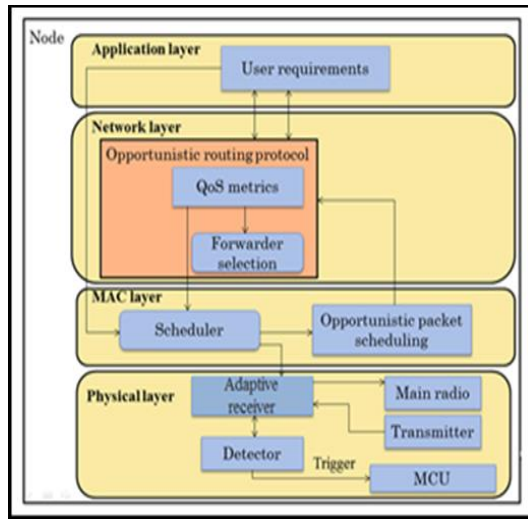 Node
Application layer
User requirements
Network layer
Opportunistic routing protocol
QoS metrics
Forwarder
selection
MAC layer
Scheduler
Opportunistic packet
scheduling
Physical layer
Adaptive
receiver
Main radio
Transmitter
Detector
Trigger
MCU